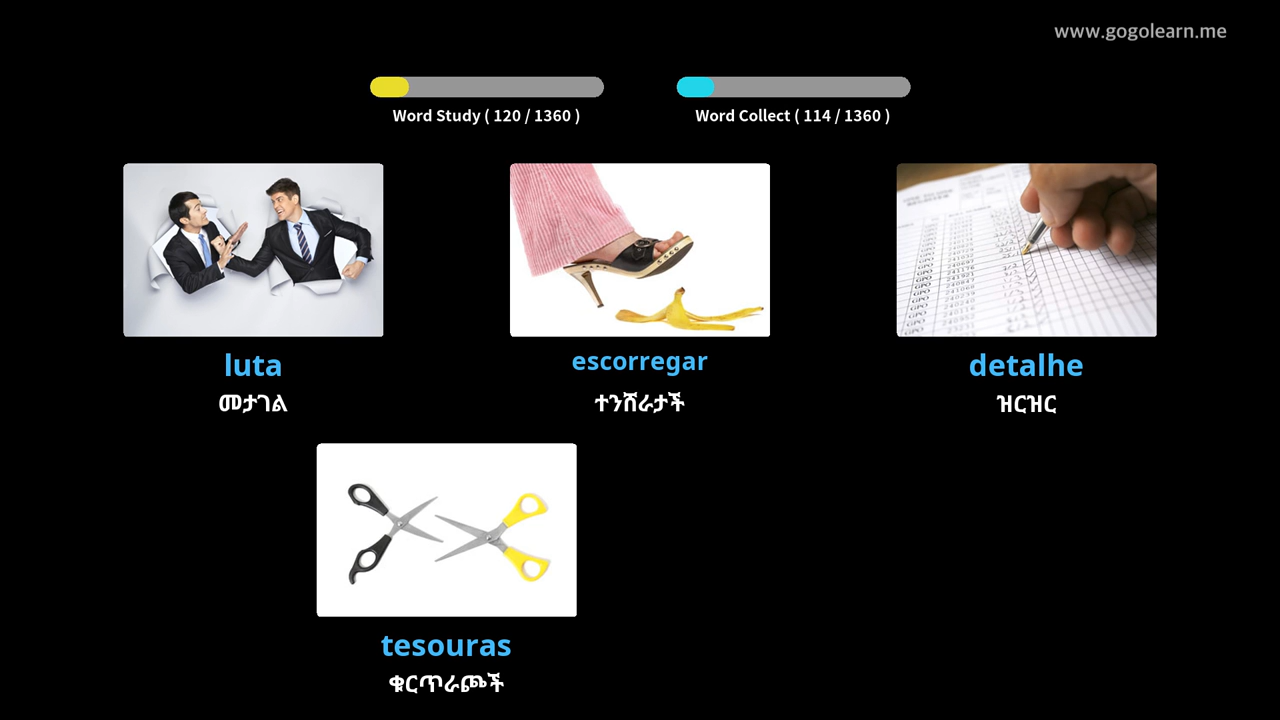 www.gogolearn.me
Word Study ( 120 / 1360 )
Word Collect ( 114 / 1360 )
luta
መታገል
escorregar
ተንሸራታች
detalhe
ዝርዝር
tesouras
ቁርጥራጮች